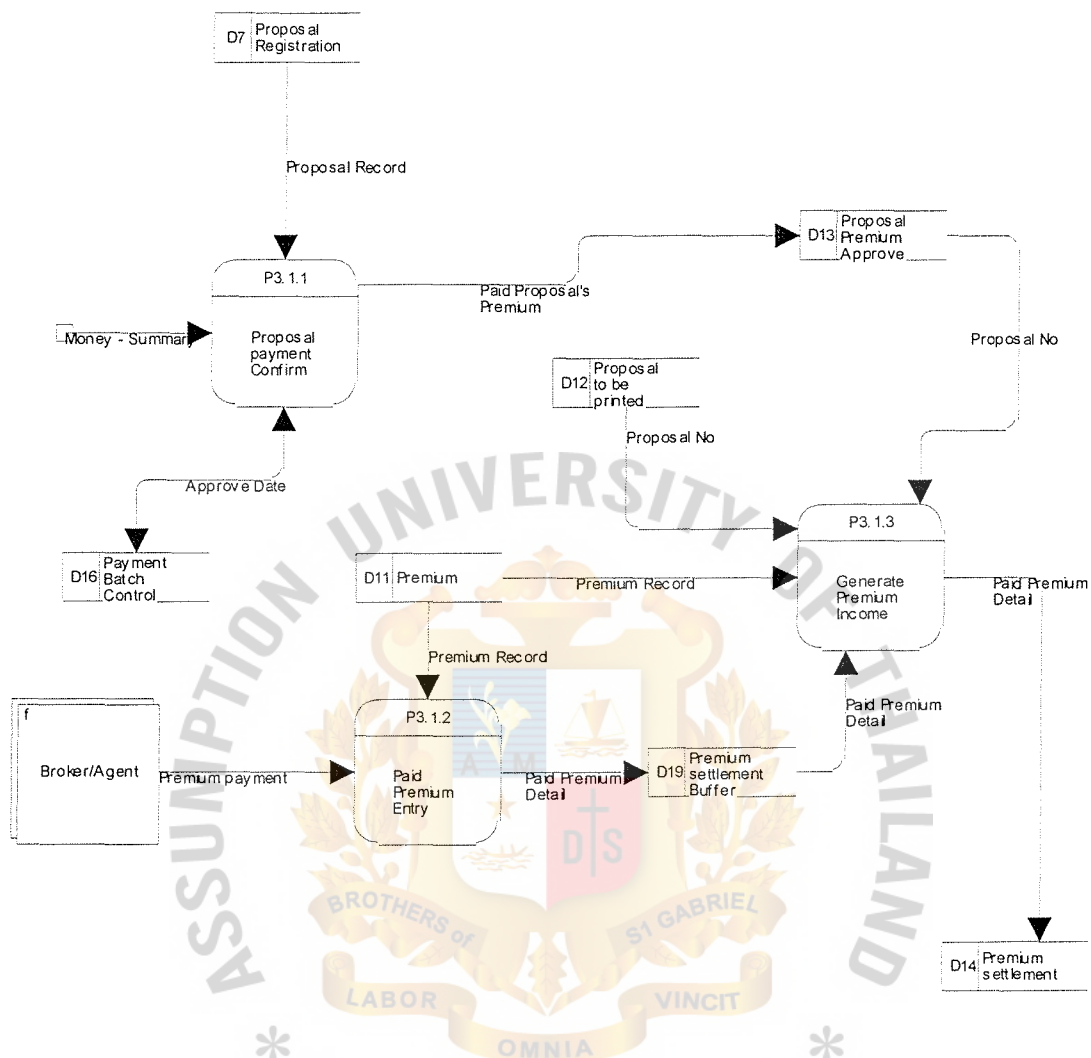 D7
Proposal
Registration
Proposal Record
P3.1.1
Proposal
payment
Confirm
Money - Summary
Paid Proposal's
Premium
D13
Proposal
Premium
Approve
Proposal No
D12
Proposal
to be
printed
Proposal No
Approve Date
D16
Payment
Batch
Control
D11
Premium
Premium Record
P3.1.3
Generate
Premium
Income
Paid Premium
Detail
Premium Record
f
Broker/Agent
Premium payment
P3.1.2
Paid
Premium
Entry
Paid Premium
Detail
D19
Premium
settlement
Buffer
Paid Premium
Detail
D14
Premium
settlement
ASSUMPTION UNIVERSITY OF THAILAND
A M
D S
BROTHERS of
S1 GABRIEL
LABOR
OMNIA
VINCIT
* *